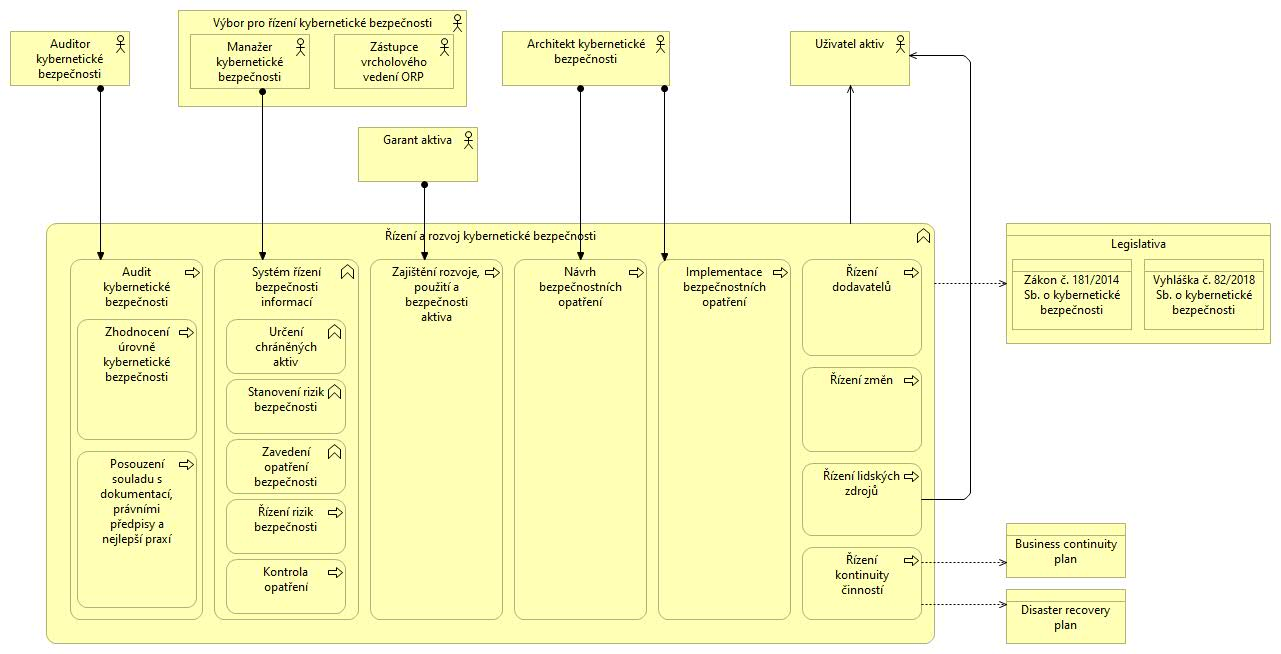 Výbor pro řízení kybernetické bezpečnosti
Auditor
kybernetické
bezpečnosti
Manažer
kybernetické
bezpečnosti
Zástupce
vrcholového
vedení ORP
Architekt kybernetické
bezpečnosti
Uživatel aktiv
Garant aktiva
Řízení a rozvoj kybernetické bezpečnosti
Audit
kybernetické
bezpečnosti
Zhodnocení
úrovně
kybernetické
bezpečnosti
Posouzení
souladu s
dokumentací,
právními
předpisy a
nejlepší praxí
Systém řízení
bezpečnosti
informací
Určení
chráněných
aktiv
Stanovení rizik
bezpečnosti
Zavedení
opatření
bezpečnosti
Řízení rizik
bezpečnosti
Kontrola
opatření
Zajištění rozvoje,
použití a
bezpečnosti
aktiva
Návrh
bezpečnostních
opatření
Implementace
bezpečnostních
opatření
Řízení
dodavatelů
Řízení změn
Řízení lidských
zdrojů
Řízení
kontinuity
činností
Legislativa
Zákon č. 181/2014
Sb. o kybernetické
bezpečnosti
Vyhláška č. 82/2018
Sb. o kybernetické
bezpečnosti
Business continuity
plan
Disaster recovery
plan